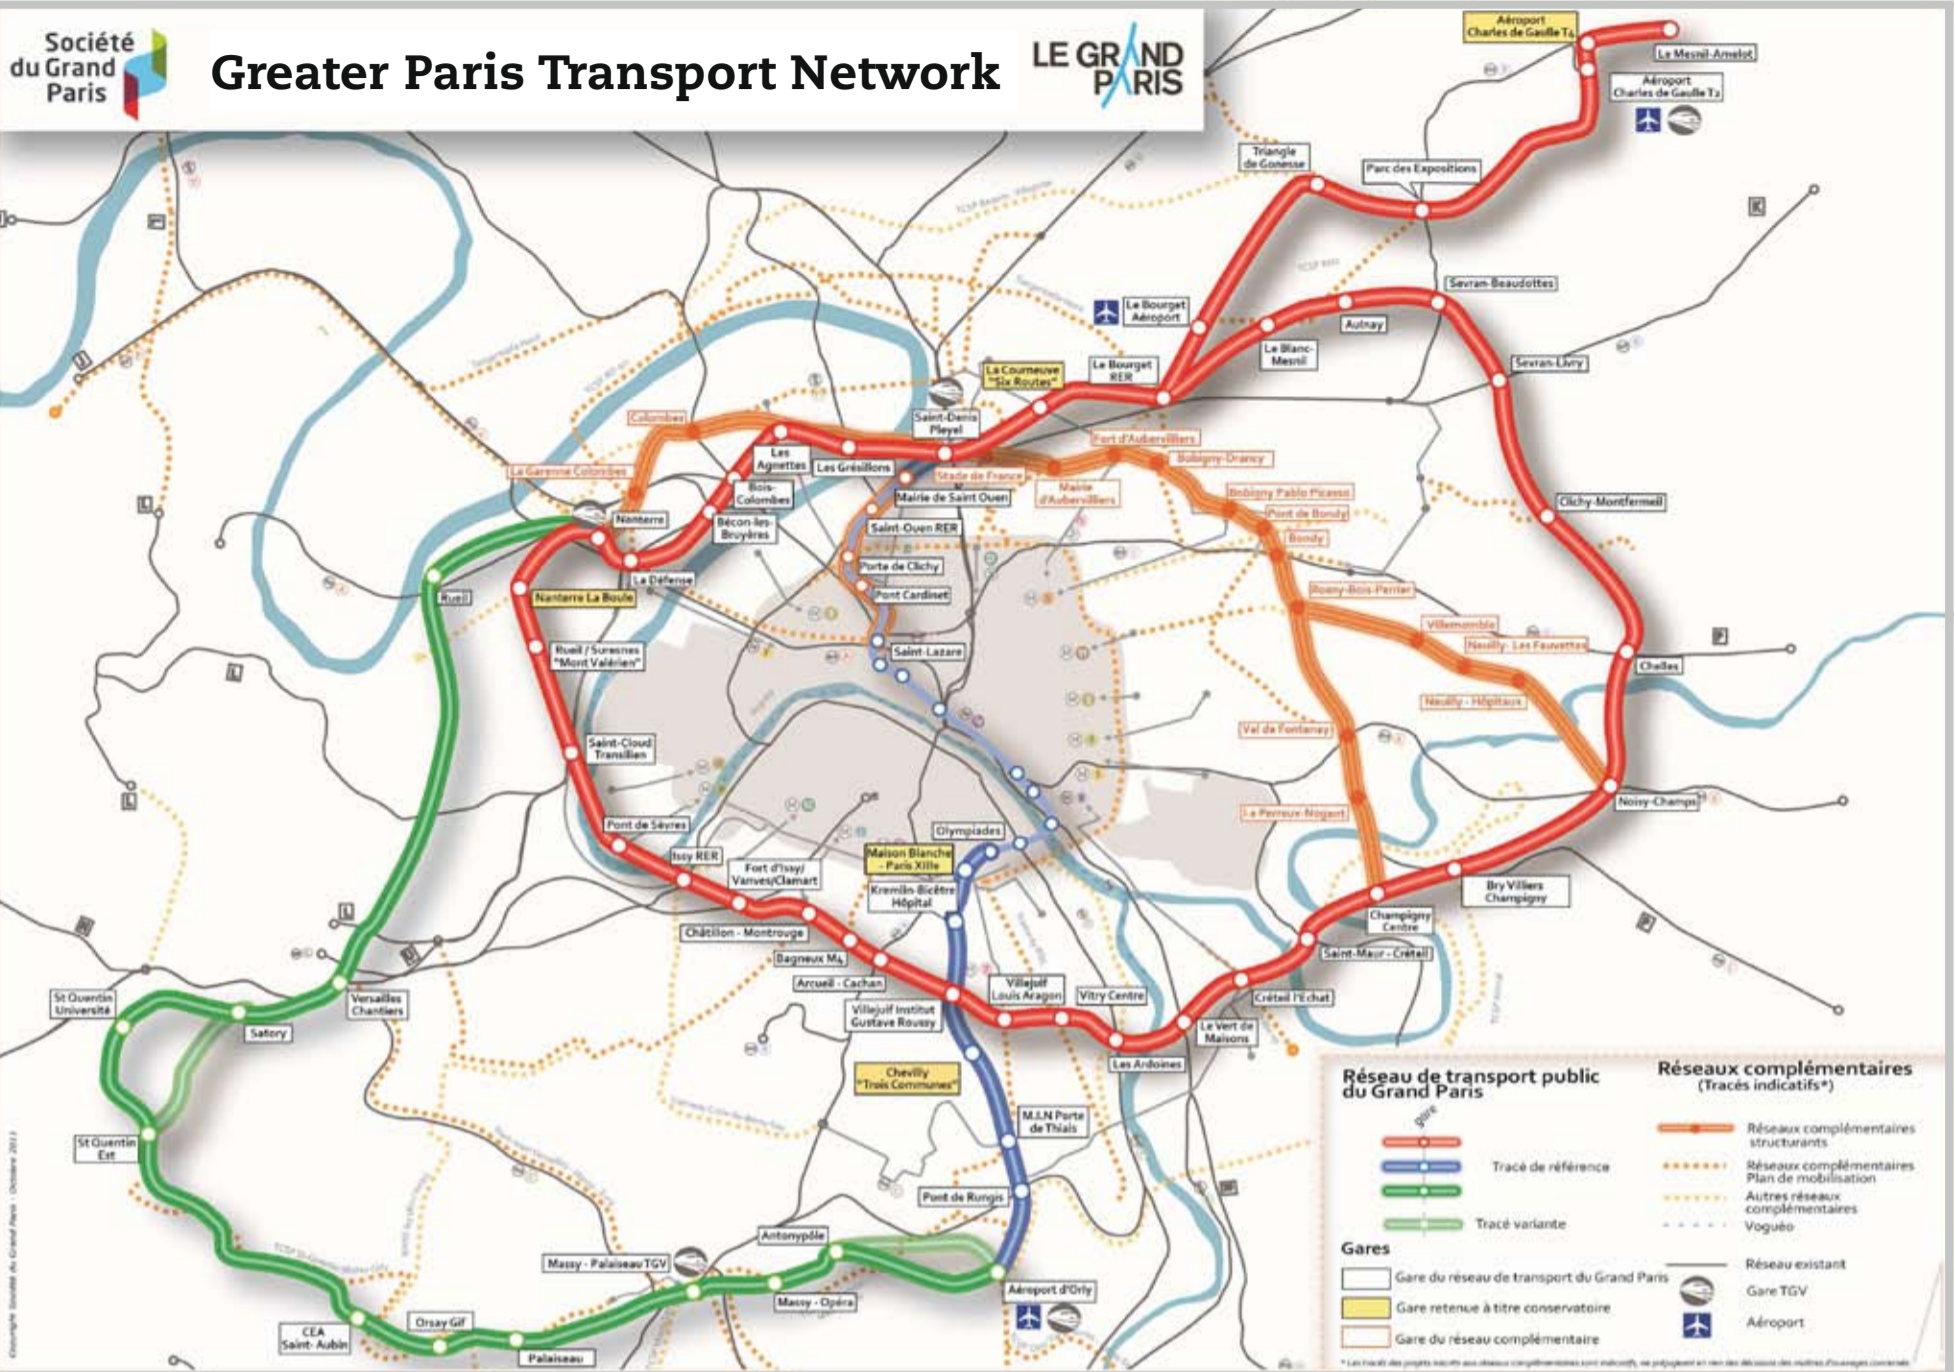 Société
du Grand
Paris
Greater Paris Transport Network
LE GRAND
PARIS
Aéroport
Charles de Gaulle T4
Le Mesnil-Amelot
Aéroport
Charles de Gaulle T2
Triangle
de Gonesse
Parc des Expositions
K
Sevran-Beaudottes
Le Bourget
Aéroport
Aulnay
Le Blanc-
Mesnil
Sevran-Livry
La Courneuve
"Six Routes"
Le Bourget
RER
Saint-Denis
Pleyel
Colombes
Les
Agnettes
Les Grésillons
Fort d'Aubervilliers
Bobigny-Drancy
La Garenne Colombes
Stade de France
Mairie
d'Aubervilliers
Bobigny Pablo Picasso
Pont de Bondy
Bondy
Bois-
Colombes
Mairie de Saint Ouen
Clichy-Montfermeil
Nanterre
Bécon-les-
Bruyères
Saint-Ouen RER
Porte de Clichy
La Défense
Pont Cardinet
Nanterre La Boule
Rueil
Rosny-Bois-Perrier
Villemomble
Neuilly- Les Fauvettes
Saint-Lazare
Rueil / Suresnes
"Mont Valérien"
P
Chelles
Neuilly - Hôpitaux
Val de Fontenay
Saint-Cloud
Transilien
J
L
L
L
Noisy-Champs
Le Perreux-Nogent
Pont de Sèvres
Olympiades
Issy RER
Maison Blanche
- Paris XIIIe
Fort d'Issy/
Vanves/Clamart
Kremlin-Bicêtre
Hôpital
Bry Villiers
Champigny
Champigny
Centre
L
N
U
P
Châtillon - Montrouge
Bagneux M4
Saint-Maur - Créteil
Arcueil - Cachan
Villejuif
Louis Aragon
Vitry Centre
Créteil l'Echat
St Quentin
Université
Versailles
Chantiers
Satory
Villejuif Institut
Gustave Roussy
Le Vert de
Maisons
Les Ardoines
Chevilly
"Trois Communes"
M.I.N Porte
de Thiais
St Quentin
Est
Pont de Rungis
Antonypôle
Massy - Palaiseau TGV
Massy - Opéra
Aéroport d'Orly
CEA
Saint- Aubin
Orsay Gif
Palaiseau
Réseau de transport public
du Grand Paris
gare
Tracé de référence
Tracé variante
Gares
Gare du réseau de transport du Grand Paris
Gare retenue à titre conservatoire
Gare du réseau complémentaire
Réseaux complémentaires
(Tracés indicatifs*)
Réseaux complémentaires
structurants
Réseaux complémentaires
Plan de mobilisation
Autres réseaux
complémentaires
Voguéo
Réseau existant
Gare TGV
Aéroport
Copyright Société du Grand Paris - Octobre 2011